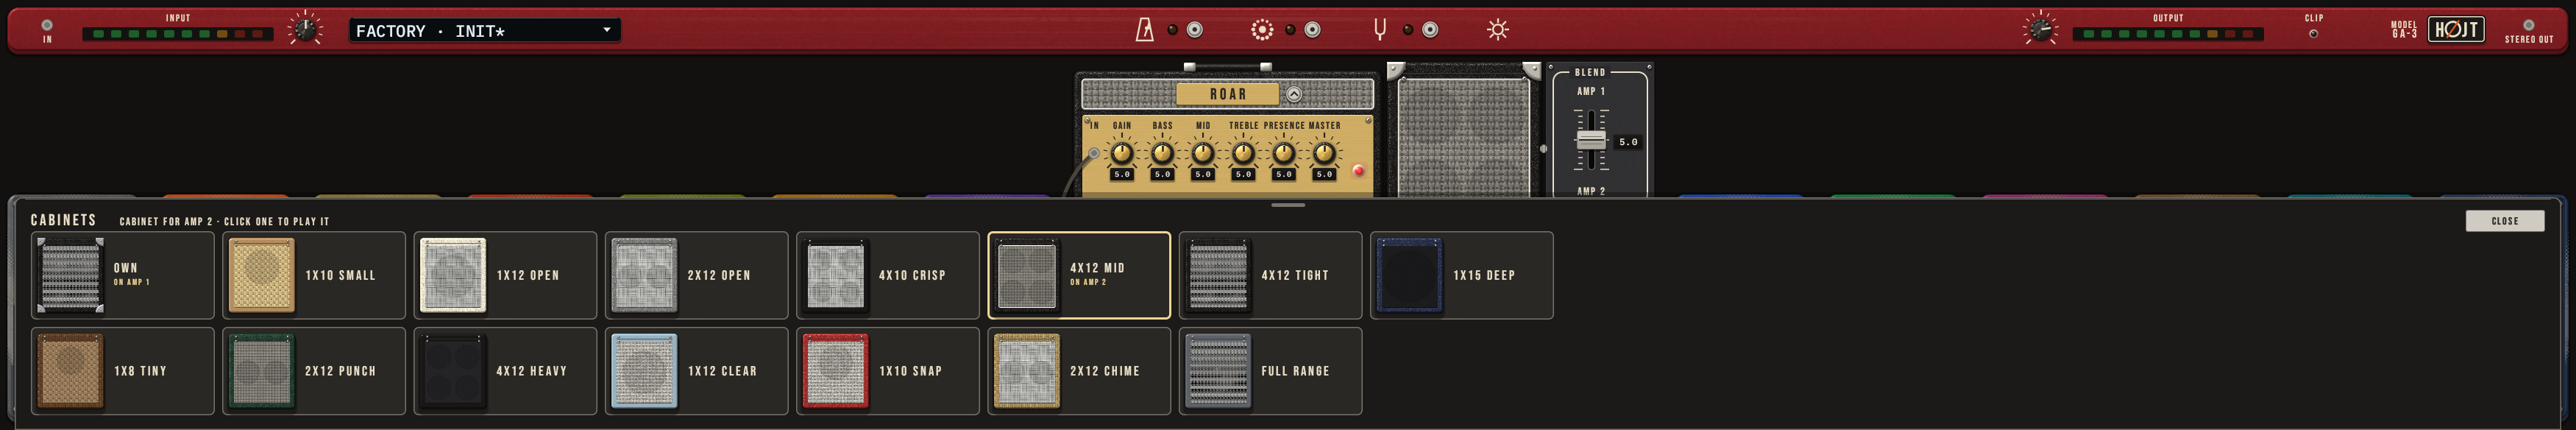 INPUT
IN
FACTORY · INIT*
OUTPUT
CLIP
MODEL
GA-3
HØJT
STEREO OUT
ROAR
IN GAIN BASS MID TREBLE PRESENCE MASTER
5.0 5.0 5.0 5.0 5.0 5.0
BLEND
AMP 1
5.0
AMP 2
CABINETS CABINET FOR AMP 2 - CLICK ONE TO PLAY IT
CLOSE
OWN
ON AMP 1
1X10 SMALL
1X12 OPEN
2X12 OPEN
4X10 CRISP
4X12 MID
ON AMP 2
4X12 TIGHT
1X15 DEEP
1X8 TINY
2X12 PUNCH
4X12 HEAVY
1X12 CLEAR
1X10 SNAP
2X12 CHIME
FULL RANGE